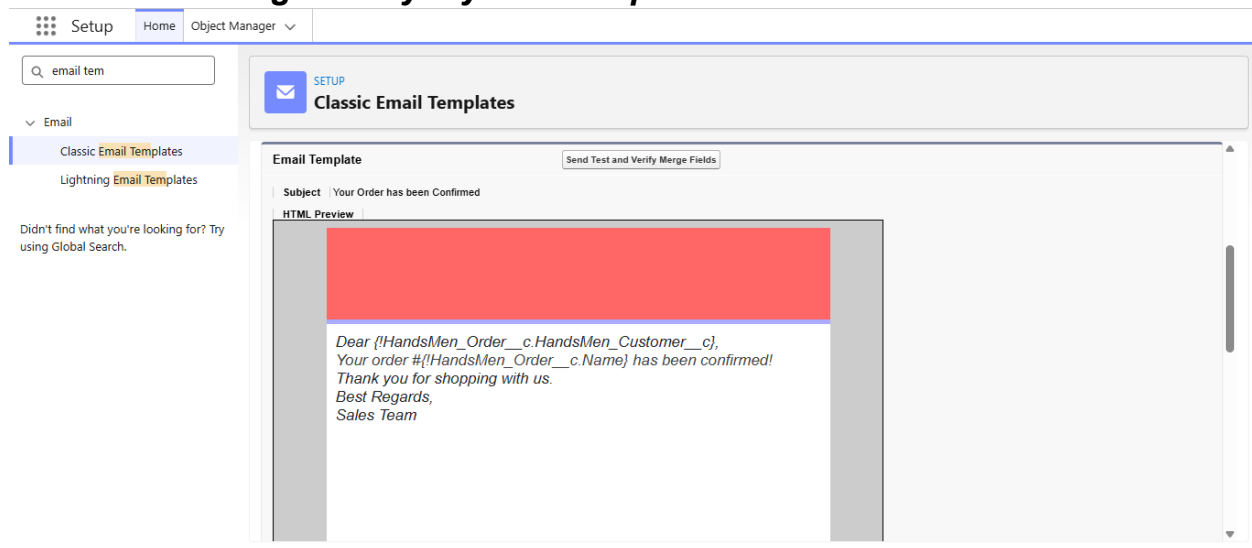 Setup
Home
Object Manager
email tem
SETUP
Classic Email Templates
Email
Classic Email Templates
Lightning Email Templates
Didn't find what you're looking for? Try
using Global Search.
Email Template
Send Test and Verify Merge Fields
Subject
Your Order has been Confirmed
HTML Preview
Dear {!HandsMen_Order__c.HandsMen_Customer__c},
Your order #{!HandsMen_Order__c.Name} has been confirmed!
Thank you for shopping with us.
Best Regards,
Sales Team